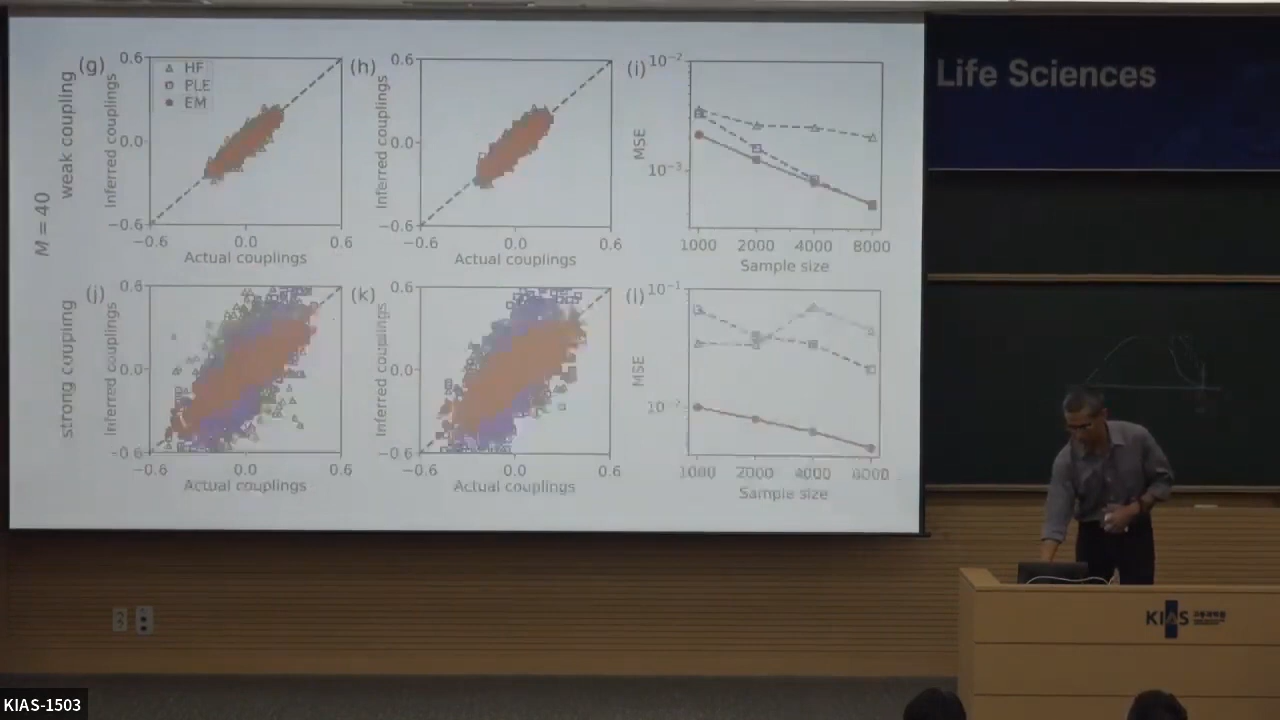 M = 40
weak coupling
(g)
HF
PLE
EM
0.6
0.0
−0.6
Inferred couplings
−0.6 0.0 0.6
Actual couplings
(h)
0.6
0.0
−0.6
Inferred couplings
−0.6 0.0 0.6
Actual couplings
(i)
10−2
10−3
MSE
1000 2000 4000 8000
Sample size
strong coupling
(j)
0.6
0.0
−0.6
Inferred couplings
−0.6 0.0 0.6
Actual couplings
(k)
0.6
0.0
−0.6
Inferred couplings
−0.6 0.0 0.6
Actual couplings
(l)
10−1
10−2
MSE
1000 2000 4000 8000
Sample size
Life Sciences
KIAS 고등과학원
KIAS-1503